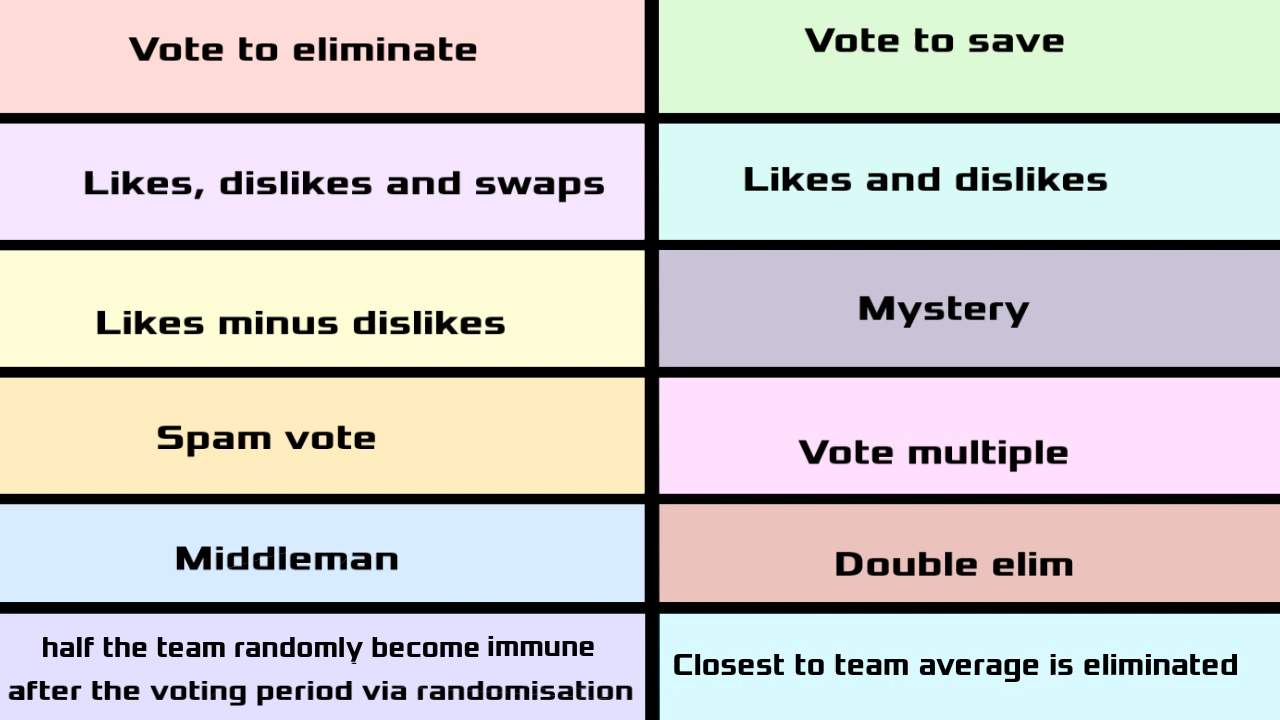 Vote to eliminate
Vote to save
Likes, dislikes and swaps
Likes and dislikes
Likes minus dislikes
Mystery
Spam vote
Vote multiple
Middleman
Double elim
half the team randomly become immune
after the voting period via randomisation
Closest to team average is eliminated